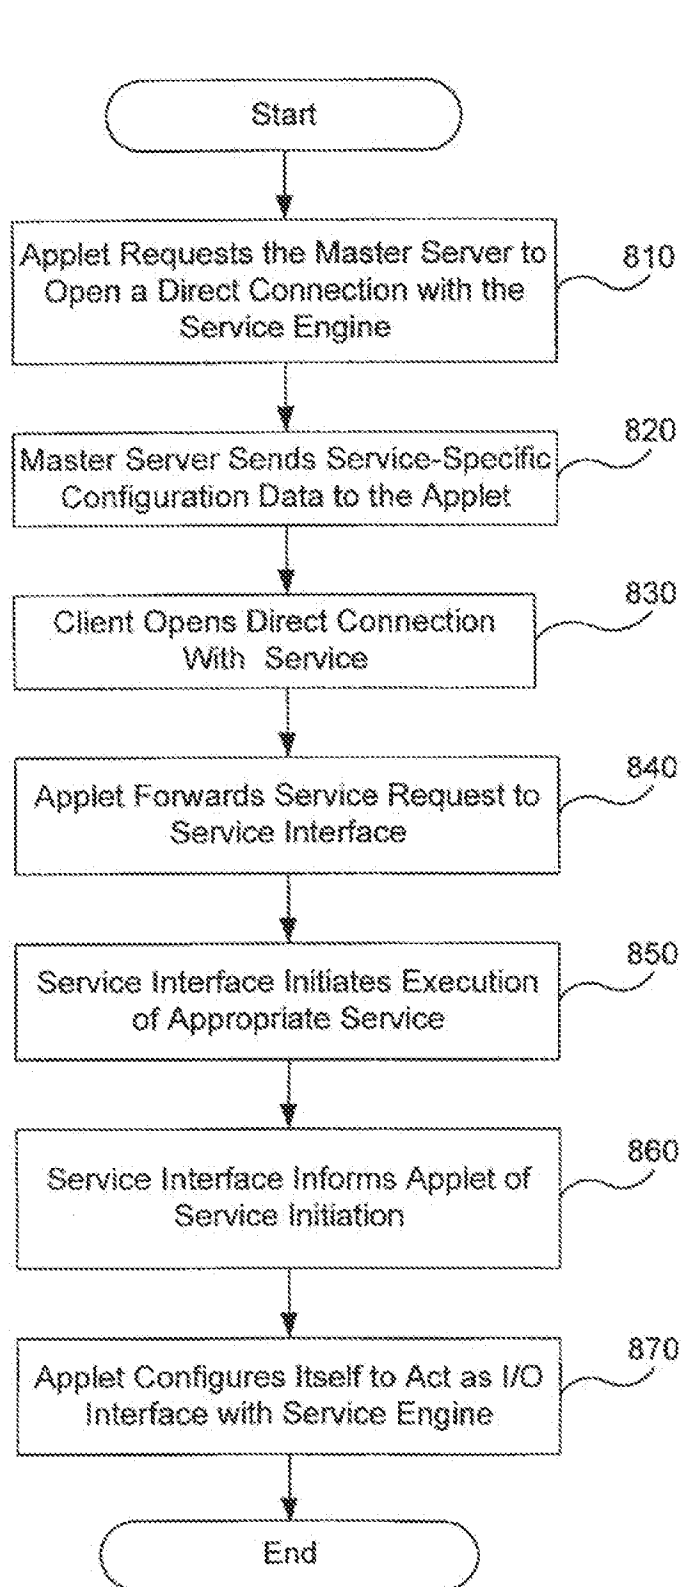 Start
Applet Requests the Master Server to
Open a Direct Connection with the
Service Engine
810
Master Server Sends Service-Specific
Configuration Data to the Applet
820
Client Opens Direct Connection
With Service
830
Applet Forwards Service Request to
Service Interface
840
Service Interface Initiates Execution
of Appropriate Service
850
Service Interface Informs Applet of
Service Initiation
860
Applet Configures Itself to Act as I/O
Interface with Service Engine
870
End